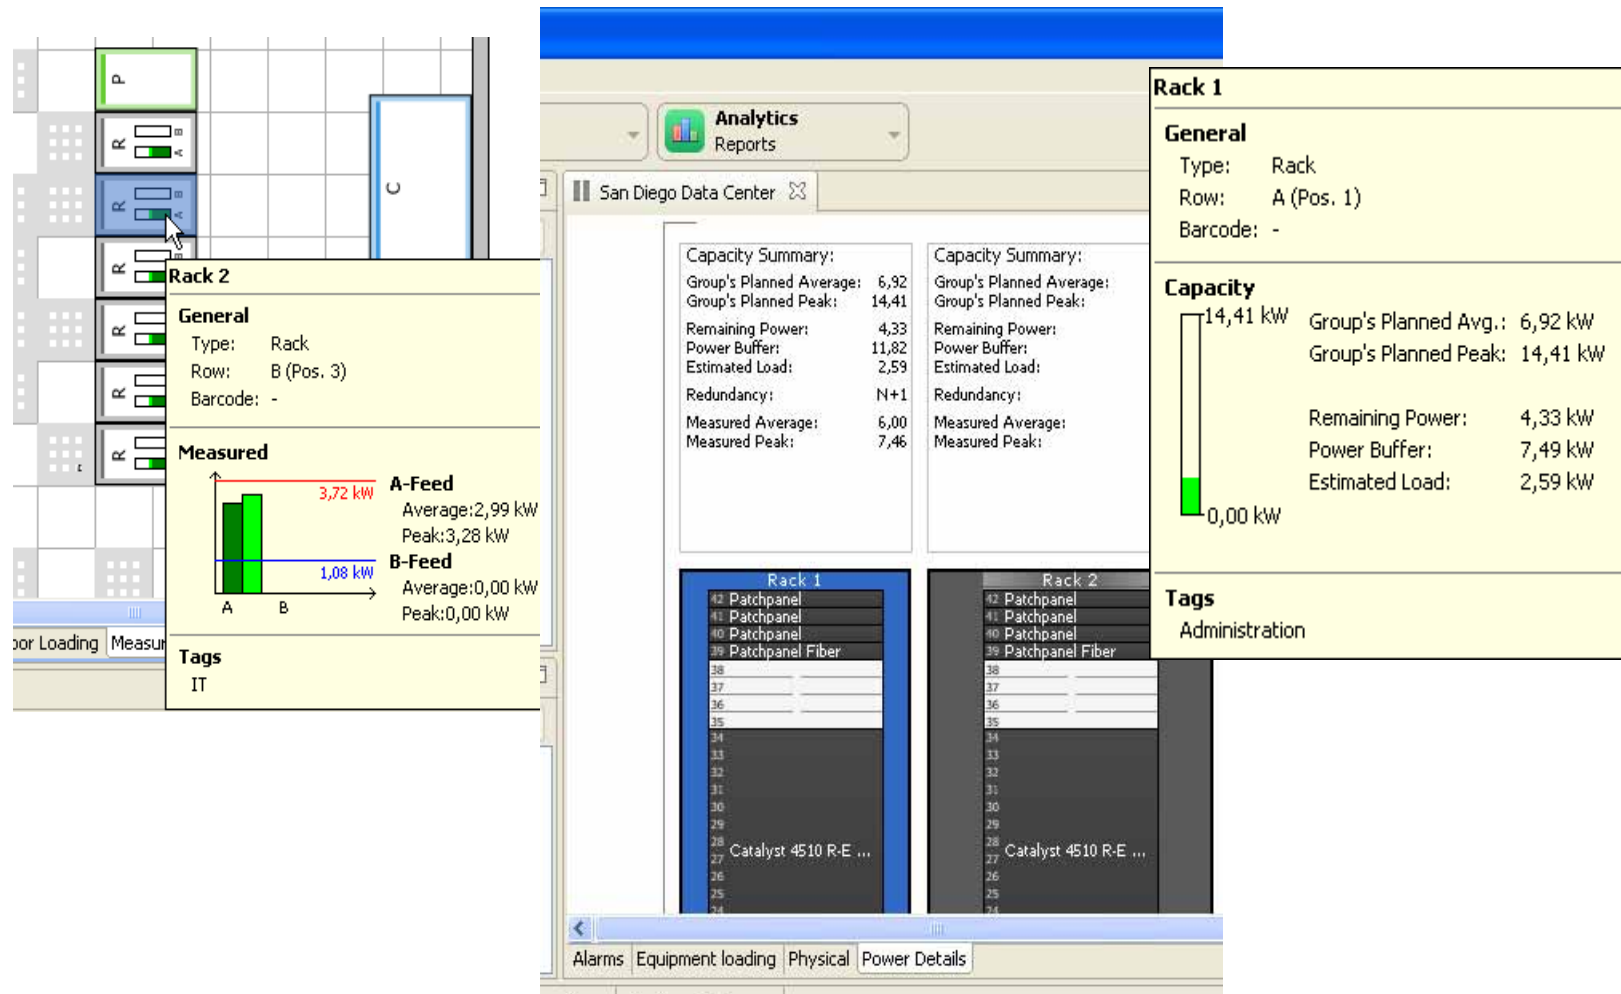 P
R B A
R B A
R B
R
R
R
C
Rack 2
General
Type: Rack
Row: B (Pos. 3)
Barcode: -
Measured
3,72 kW
1,08 kW
A B
A-Feed
Average:2,99 kW
Peak:3,28 kW
B-Feed
Average:0,00 kW
Peak:0,00 kW
Tags
IT
oor Loading Measur
Analytics
Reports
San Diego Data Center
Capacity Summary:
Group's Planned Average: 6,92
Group's Planned Peak: 14,41
Remaining Power: 4,33
Power Buffer: 11,82
Estimated Load: 2,59
Redundancy: N+1
Measured Average: 6,00
Measured Peak: 7,46
Capacity Summary:
Group's Planned Average:
Group's Planned Peak:
Remaining Power:
Power Buffer:
Estimated Load:
Redundancy:
Measured Average:
Measured Peak:
Rack 1
42 Patchpanel
41 Patchpanel
40 Patchpanel
39 Patchpanel Fiber
38
37
36
35
34
33
32
31
30
29
28
Catalyst 4510 R-E ...
27
26
25
24
Rack 2
42 Patchpanel
41 Patchpanel
40 Patchpanel
39 Patchpanel Fiber
38
37
36
35
34
33
32
31
30
29
28
Catalyst 4510 R-E ...
27
26
25
24
Alarms Equipment loading Physical Power Details
Rack 1
General
Type: Rack
Row: A (Pos. 1)
Barcode: -
Capacity
14,41 kW
0,00 kW
Group's Planned Avg.: 6,92 kW
Group's Planned Peak: 14,41 kW
Remaining Power: 4,33 kW
Power Buffer: 7,49 kW
Estimated Load: 2,59 kW
Tags
Administration